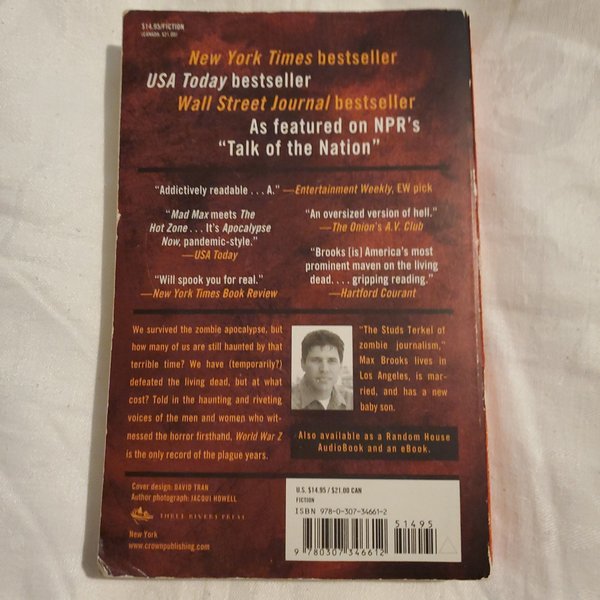 $14.95/FICTION
(CANADA: $21.00)
New York Times bestseller
USA Today bestseller
Wall Street Journal bestseller
As featured on NPR's
"Talk of the Nation"
"Addictively readable . . . A." —Entertainment Weekly, EW pick
"Mad Max meets The
Hot Zone . . . It's Apocalypse
Now, pandemic-style."
—USA Today
"Will spook you for real."
—New York Times Book Review
"An oversized version of hell."
—The Onion's A.V. Club
"Brooks [is] America's most
prominent maven on the living
dead. . . . gripping reading."
—Hartford Courant
We survived the zombie apocalypse, but
how many of us are still haunted by that
terrible time? We have (temporarily?)
defeated the living dead, but at what
cost? Told in the haunting and riveting
voices of the men and women who wit-
nessed the horror firsthand, World War Z
is the only record of the plague years.
"The Studs Terkel of
zombie journalism,"
Max Brooks lives in
Los Angeles, is mar-
ried, and has a new
baby son.
Also available as a Random House
AudioBook and an eBook.
Cover design: DAVID TRAN
Author photograph: JACQUI HOWELL
THREE RIVERS PRESS
New York
www.crownpublishing.com
U.S. $14.95 / $21.00 CAN
FICTION
ISBN 978-0-307-34661-2
51495
9 780307 346612